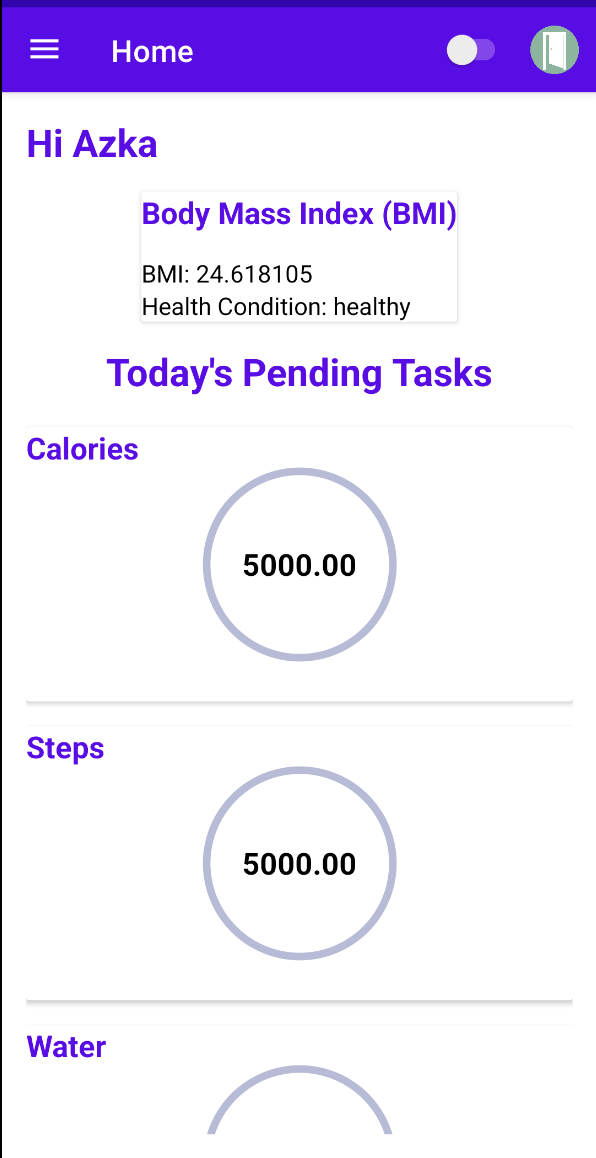 Home
Hi Azka
Body Mass Index (BMI)
BMI: 24.618105
Health Condition: healthy
Today's Pending Tasks
Calories
5000.00
Steps
5000.00
Water